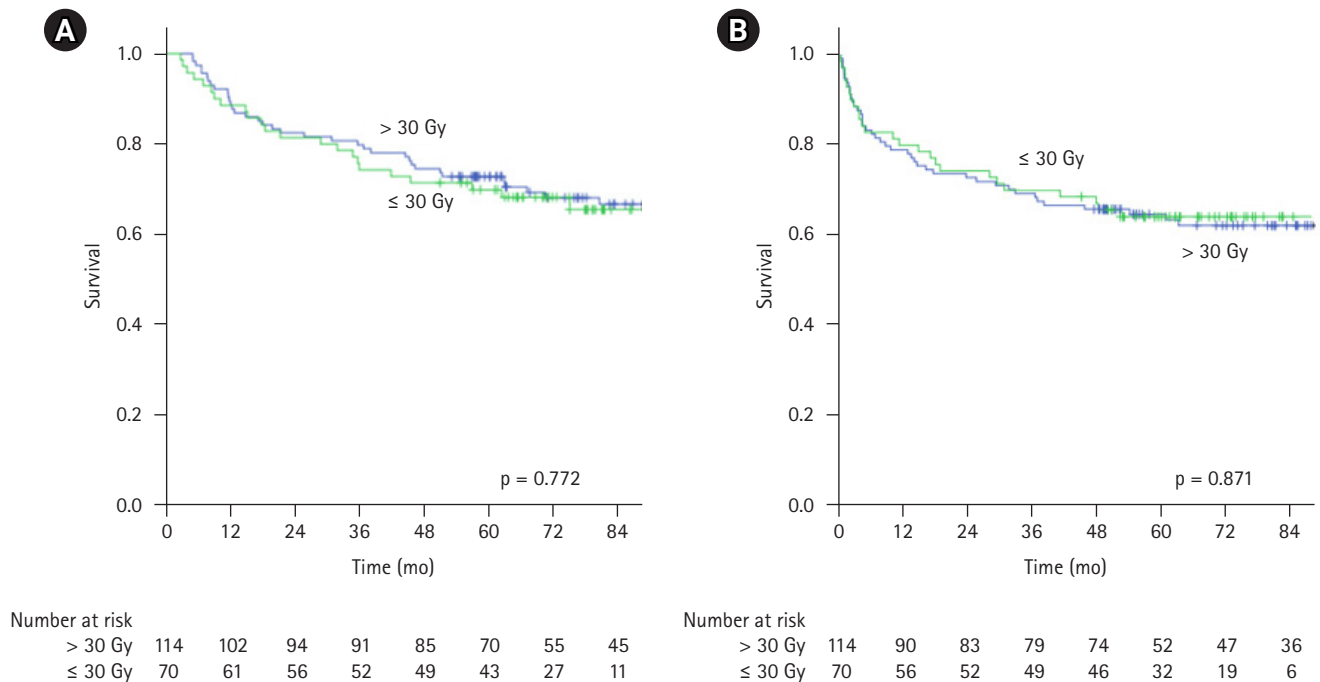 A
1.0
0.8
0.6
0.4
0.2
0.0
Survival
> 30 Gy
≤ 30 Gy
p = 0.772
0 12 24 36 48 60 72 84
Time (mo)
Number at risk
> 30 Gy 114 102 94 91 85 70 55 45
≤ 30 Gy 70 61 56 52 49 43 27 11
B
1.0
0.8
0.6
0.4
0.2
0.0
Survival
≤ 30 Gy
> 30 Gy
p = 0.871
0 12 24 36 48 60 72 84
Time (mo)
Number at risk
> 30 Gy 114 90 83 79 74 52 47 36
≤ 30 Gy 70 56 52 49 46 32 19 6